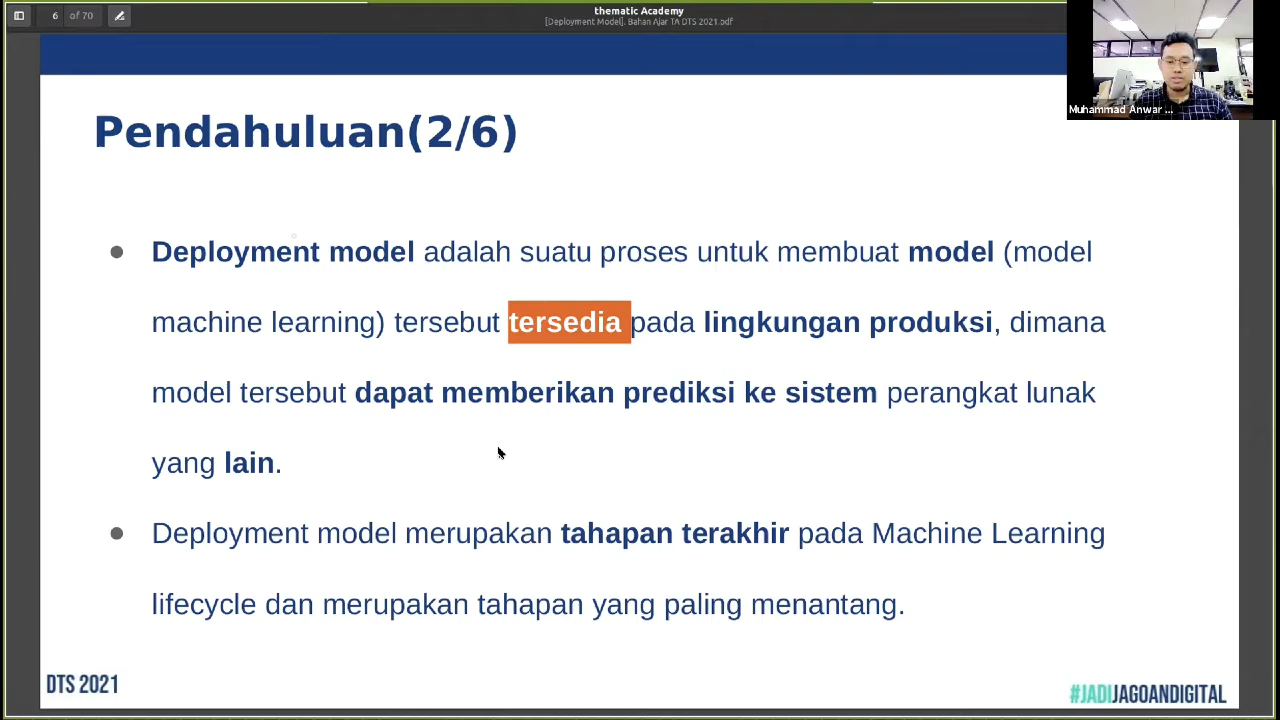 6 of 70
thematic Academy
[Deployment Model]. Bahan Ajar TA DTS 2021.pdf
Muhammad Anwar ...
Pendahuluan(2/6)
● Deployment model adalah suatu proses untuk membuat model (model
machine learning) tersebut tersedia pada lingkungan produksi, dimana
model tersebut dapat memberikan prediksi ke sistem perangkat lunak
yang lain.
● Deployment model merupakan tahapan terakhir pada Machine Learning
lifecycle dan merupakan tahapan yang paling menantang.
DTS 2021
#JADIJAGOANDIGITAL